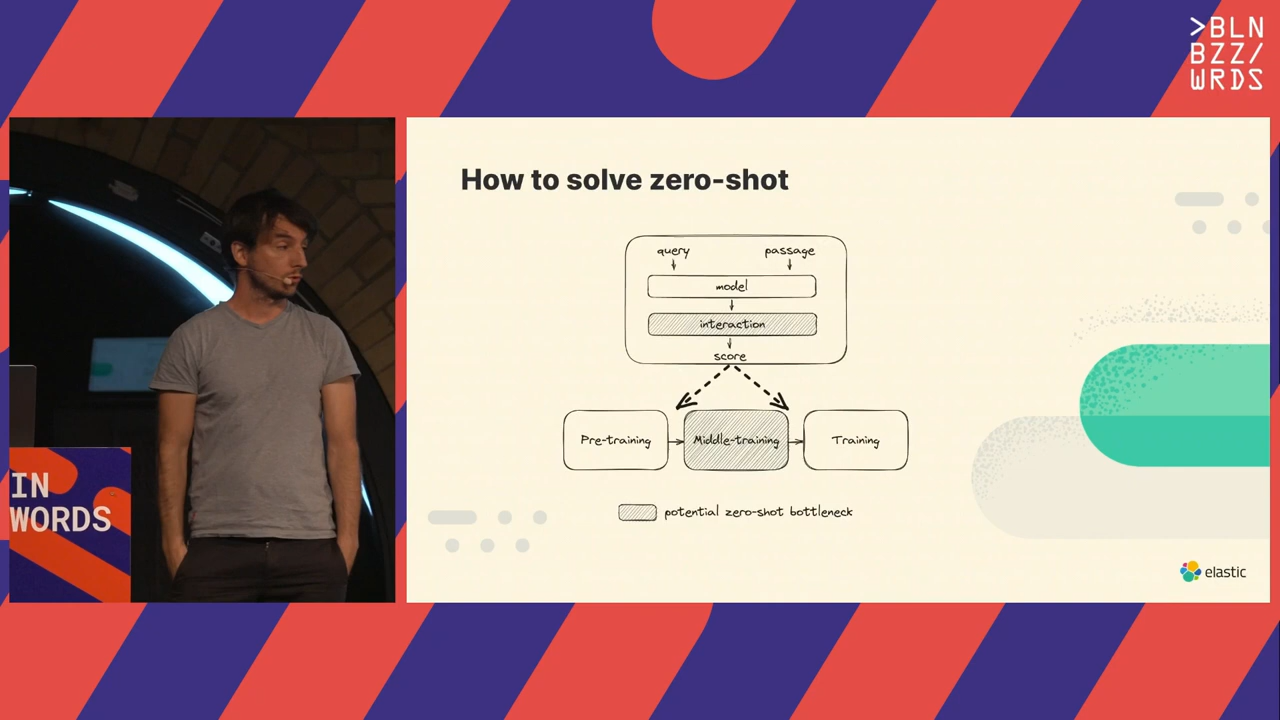 >BLN
BZZ/
WRDS
How to solve zero-shot
query passage
model
interaction
score
Pre-training Middle-training Training
potential zero-shot bottleneck
elastic
IN
WORDS